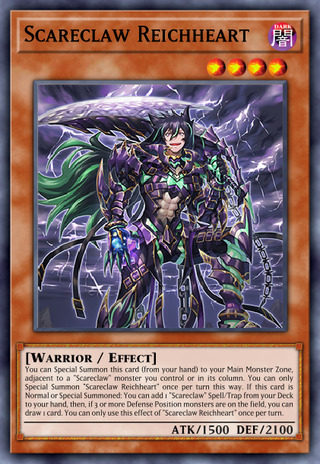 Scareclaw Reichheart
DARK
闇
[Warrior / Effect]
You can Special Summon this card (from your hand) to your Main Monster Zone,
adjacent to a "Scareclaw" monster you control or in its column. You can only
Special Summon "Scareclaw Reichheart" once per turn this way. If this card is
Normal or Special Summoned: You can add 1 "Scareclaw" Spell/Trap from your Deck
to your hand, then, if 3 or more Defense Position monsters are on the field, you can
draw 1 card. You can only use this effect of "Scareclaw Reichheart" once per turn.
ATK/1500 DEF/2100